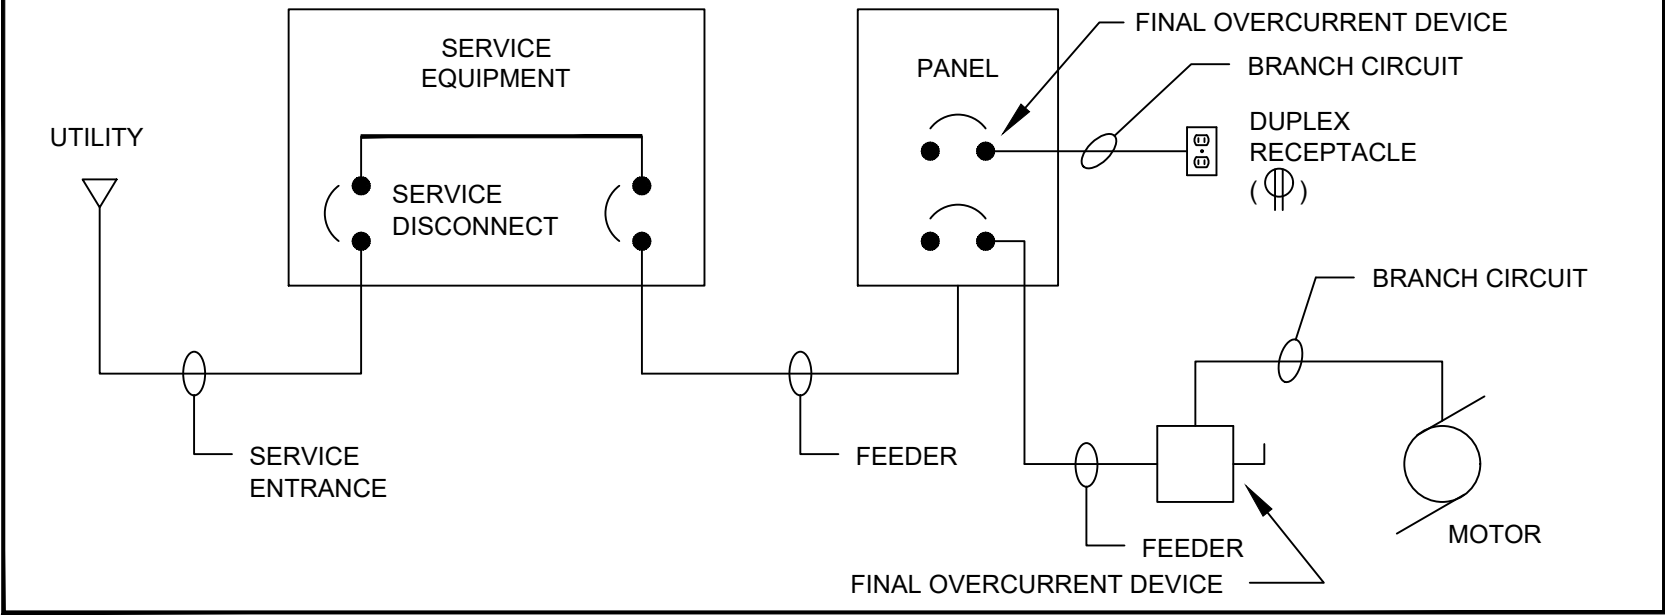 SERVICE
EQUIPMENT
PANEL
FINAL OVERCURRENT DEVICE
BRANCH CIRCUIT
UTILITY
DUPLEX
RECEPTACLE
( )
SERVICE
DISCONNECT
BRANCH CIRCUIT
SERVICE
ENTRANCE
FEEDER
MOTOR
FEEDER
FINAL OVERCURRENT DEVICE